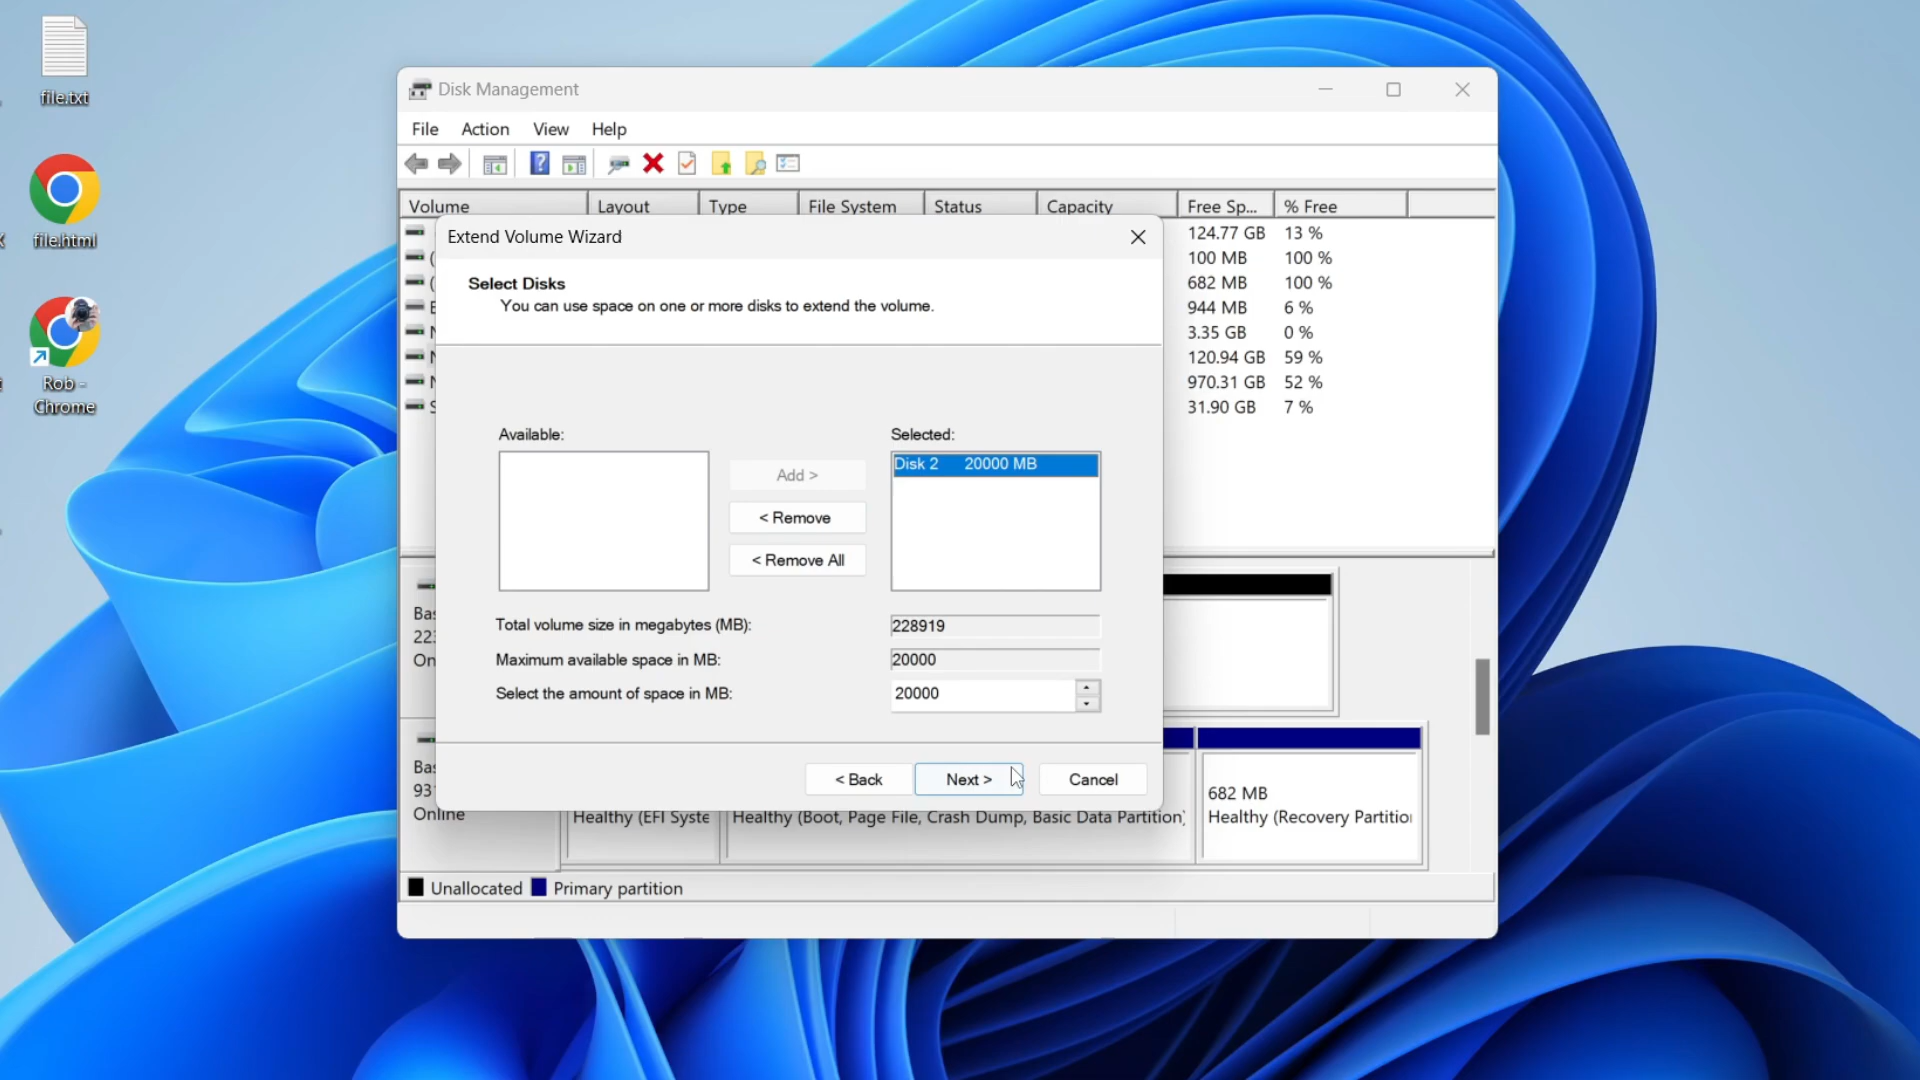 file.txt
file.html
Rob -
Chrome
Disk Management
File Action View Help
Volume Layout Type File System Status Capacity Free Sp... % Free
124.77 GB 13 %
100 MB 100 %
682 MB 100 %
944 MB 6 %
3.35 GB 0 %
120.94 GB 59 %
970.31 GB 52 %
31.90 GB 7 %
Extend Volume Wizard
Select Disks
You can use space on one or more disks to extend the volume.
Available:
Selected:
Disk 2 20000 MB
Add >
< Remove
< Remove All
Total volume size in megabytes (MB): 228919
Maximum available space in MB: 20000
Select the amount of space in MB: 20000
< Back Next > Cancel
Online
Healthy (EFI Syste
Healthy (Boot, Page File, Crash Dump, Basic Data Partition)
682 MB
Healthy (Recovery Partitio
Unallocated Primary partition